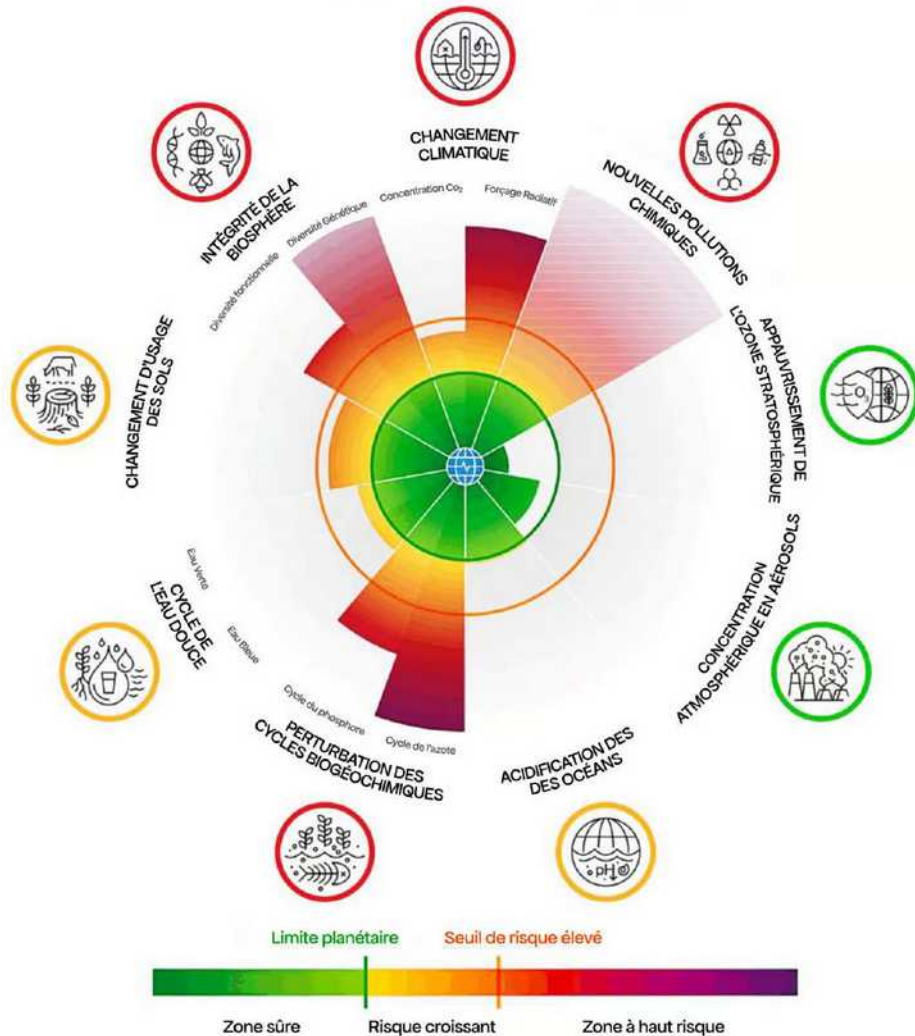 CHANGEMENT
CLIMATIQUE
Concentration Co₂
Forçage Radiatif
NOUVELLES POLLUTIONS
CHIMIQUES
APPAUVRISSEMENT DE
L'OZONE STRATOSPHÉRIQUE
CONCENTRATION
ATMOSPHÉRIQUE EN AÉROSOLS
ACIDIFICATION DES
DES OCÉANS
pH
Cycle de l'azote
Cycle du phosphore
PERTURBATION DES
CYCLES BIOGÉOCHIMIQUES
Eau Bleue
Eau Verte
CYCLE DE
L'EAU DOUCE
CHANGEMENT D'USAGE
DES SOLS
INTÉGRITÉ DE LA
BIOSPHÈRE
Diversité fonctionnelle
Diversité Génétique
Limite planétaire
Seuil de risque élevé
Zone sûre
Risque croissant
Zone à haut risque